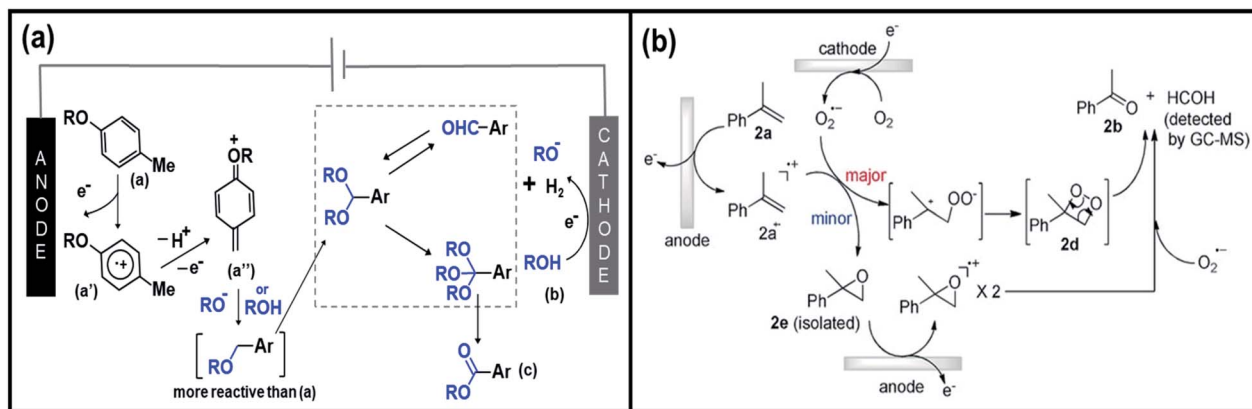 (a)
ANODE
RO
Me
(a)
e⁻
RO
·+
Me
(a')
−H⁺
−e⁻
+
OR
(a'')
RO⁻ or ROH
RO
Ar
more reactive than (a)
OHC−Ar
RO
Ar
RO
RO
RO
Ar
RO
O
Ar
RO
(c)
RO⁻
+ H₂
e⁻
ROH
(b)
CATHODE
(b)
e⁻
cathode
O₂·⁻
O₂
Ph
2a
e⁻
Ph
·+
2a
anode
major
minor
Ph
+
OO⁻
Ph
O
O
2d
Ph
O
2b
+ HCOH
(detected
by GC-MS)
O₂·⁻
Ph
O
2e (isolated)
Ph
O
·+
X 2
anode
e⁻